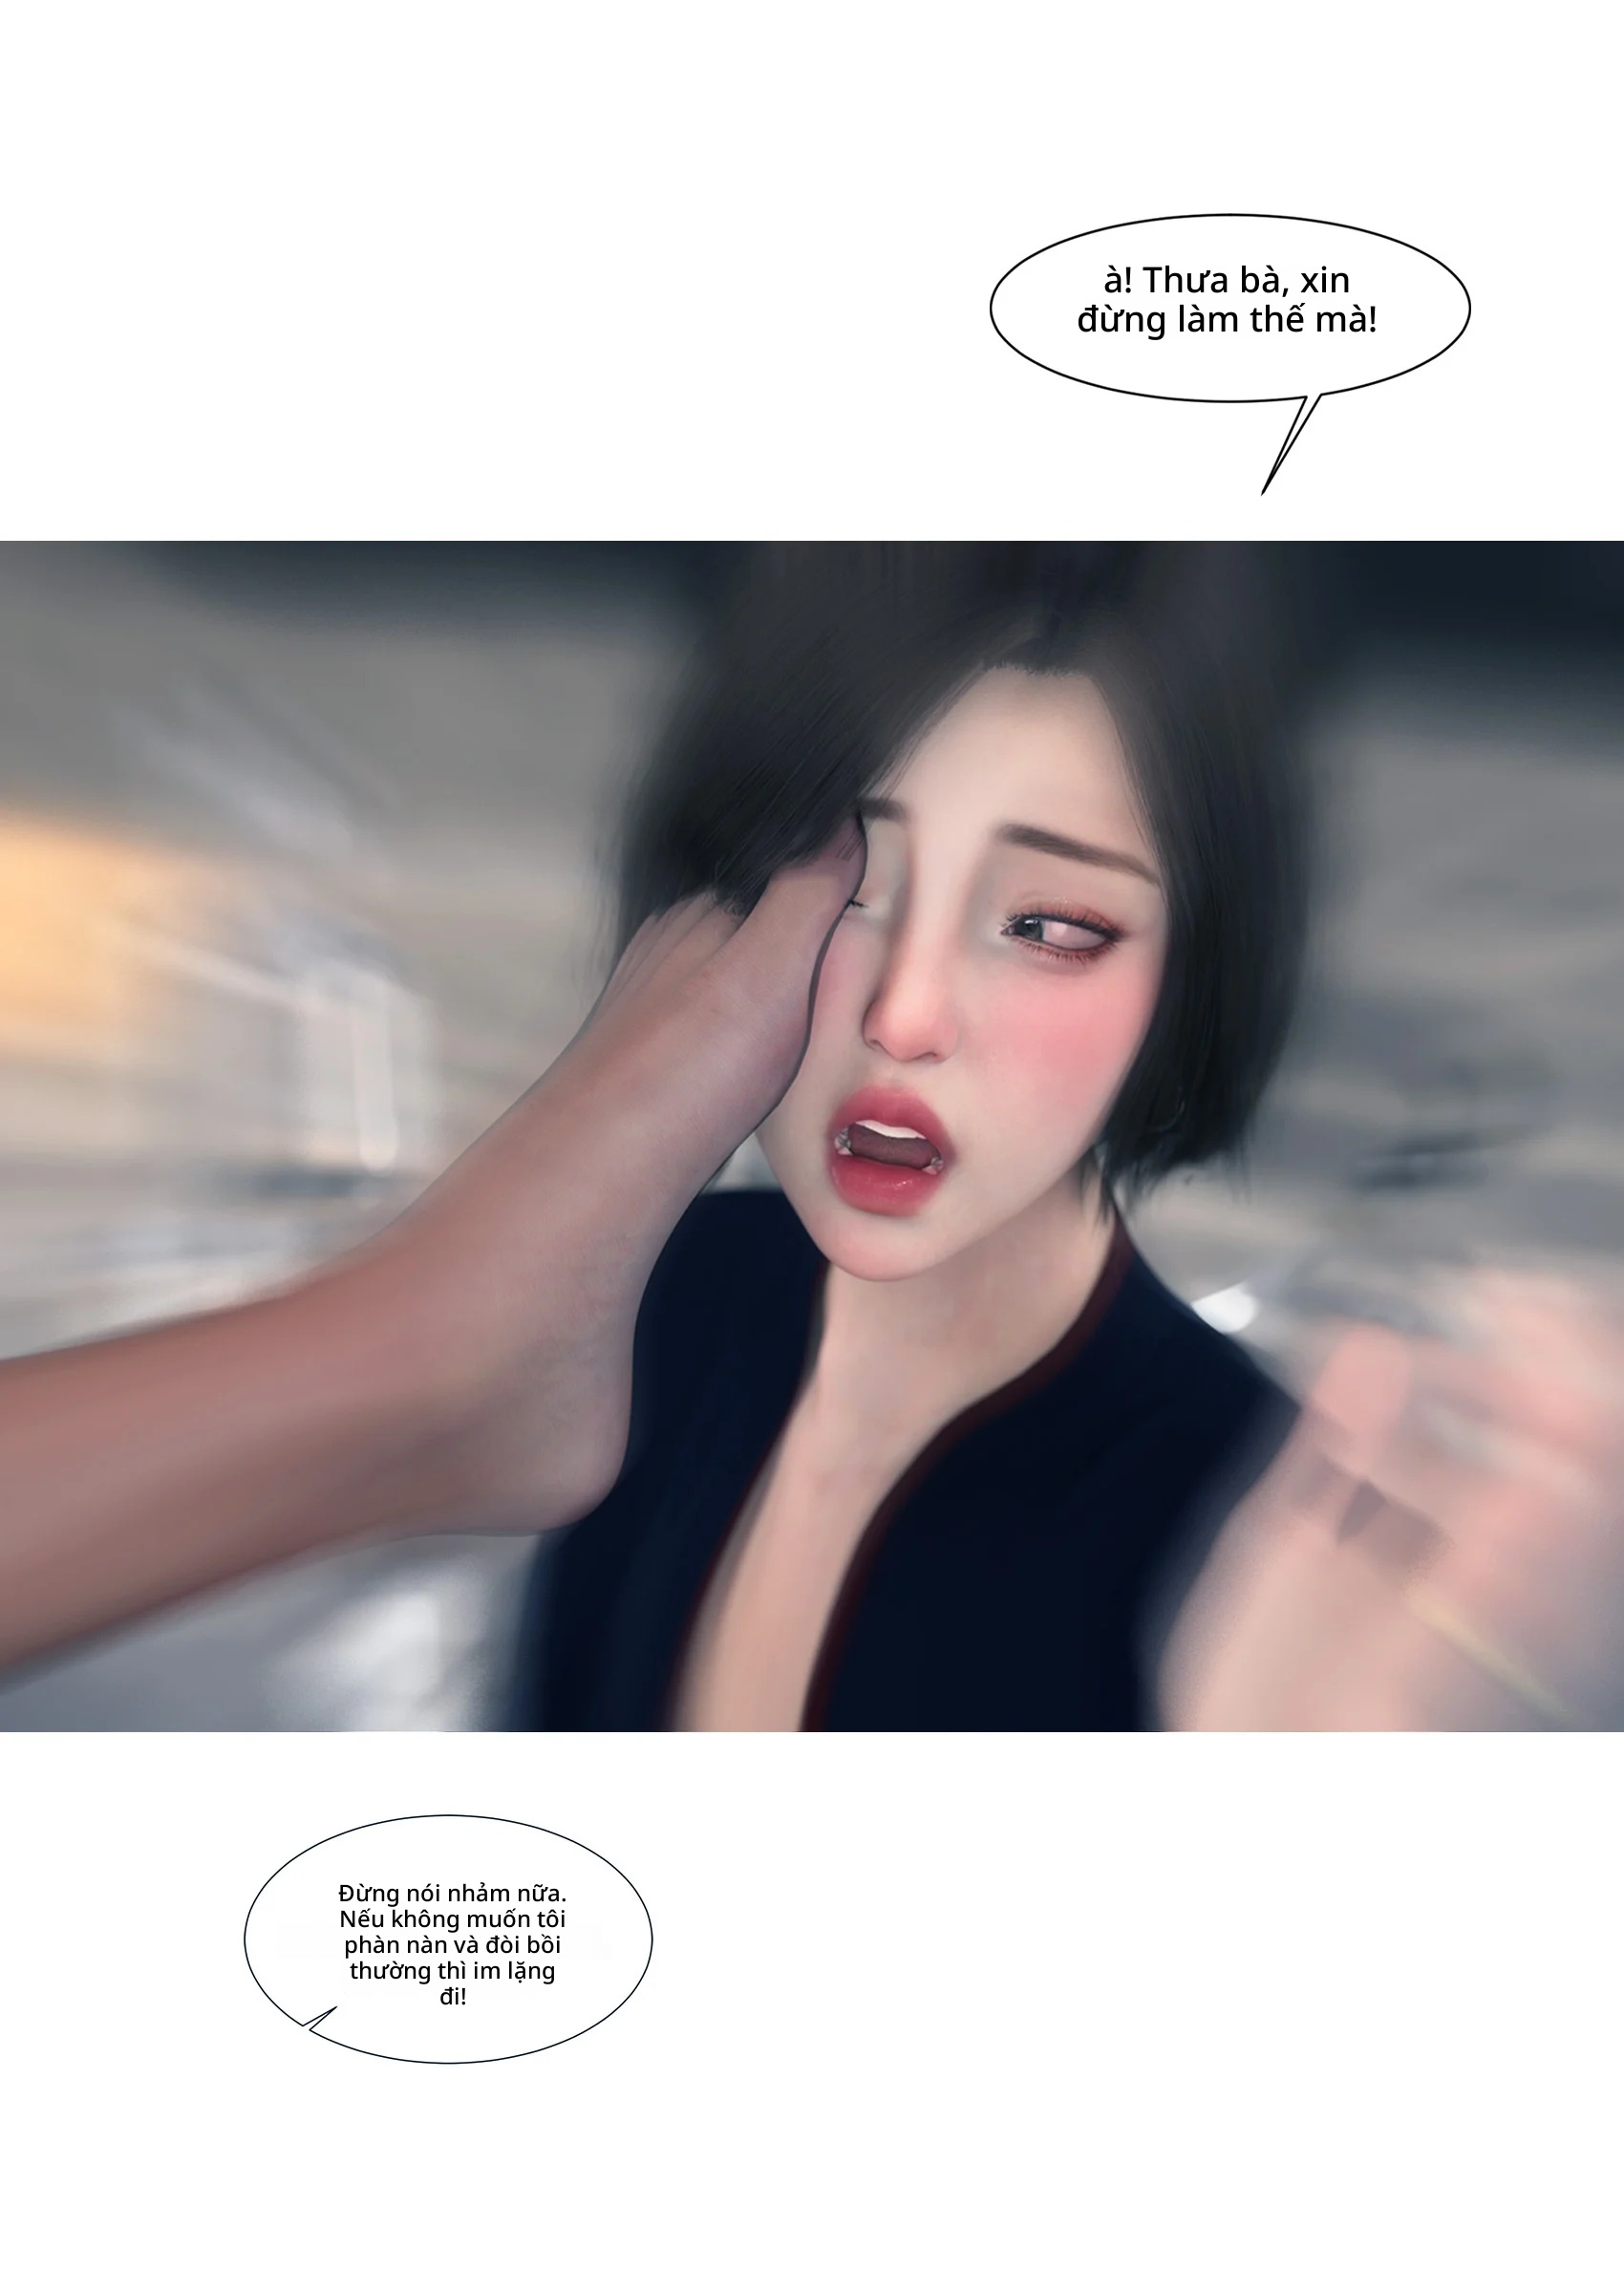 à! Thưa bà, xin
đừng làm thế mà!
Đừng nói nhảm nữa.
Nếu không muốn tôi
phàn nàn và đòi bồi
thường thì im lặng
đi!